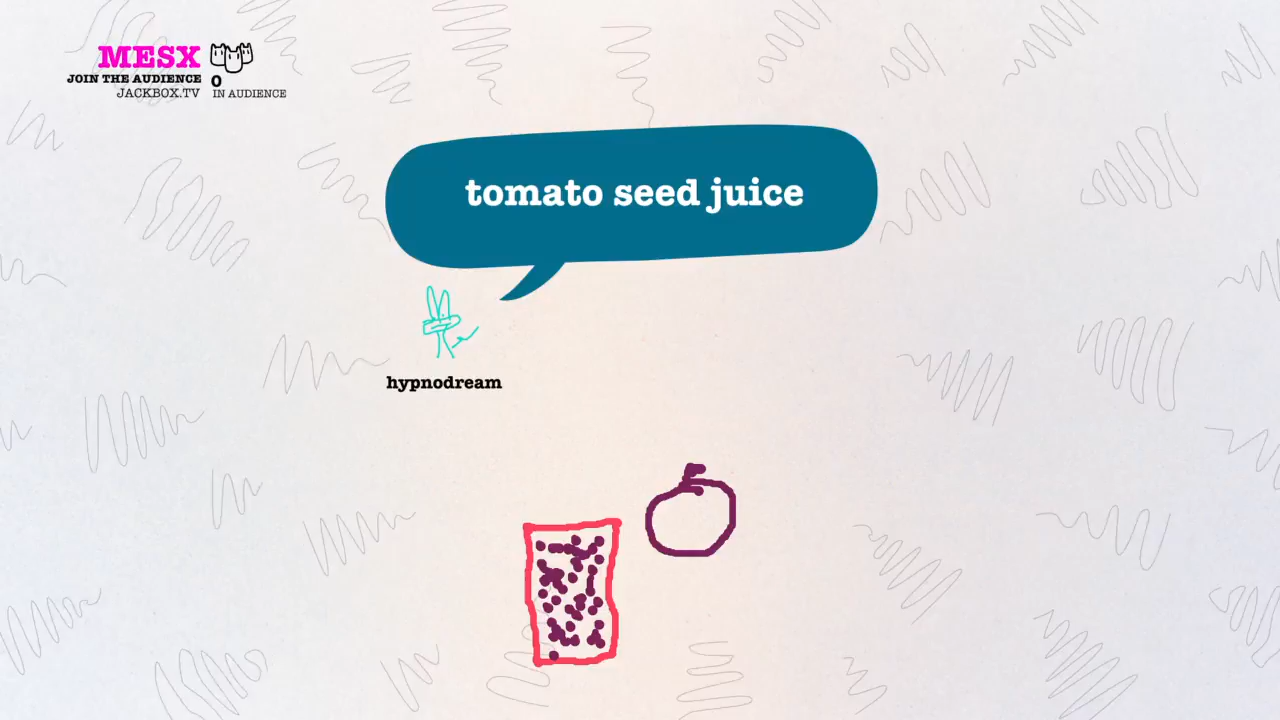 MESX
JOIN THE AUDIENCE 0
JACKBOX.TV IN AUDIENCE
tomato seed juice
hypnodream